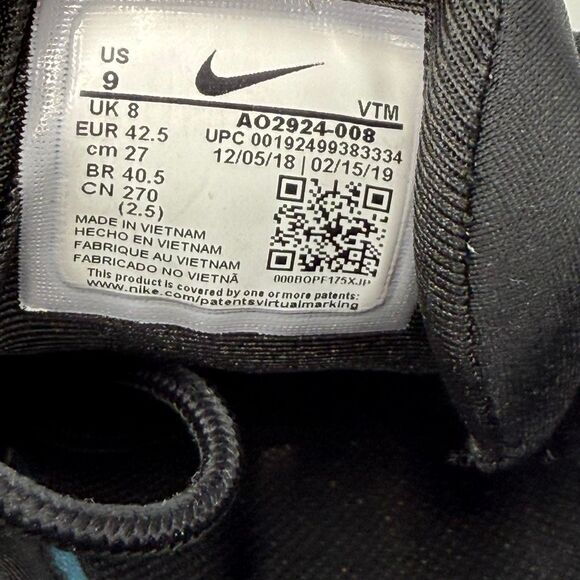 US
9
VTM
UK 8
AO2924-008
EUR 42.5
UPC 00192499383334
cm 27
12/05/18 | 02/15/19
BR 40.5
CN 270
(2.5)
MADE IN VIETNAM
HECHO EN VIETNAM
FABRIQUE AU VIETNAM
FABRICADO NO VIETNÃ
000BOPF175XJP
This product is covered by one or more patents:
www.nike.com/patentsvirtualmarking